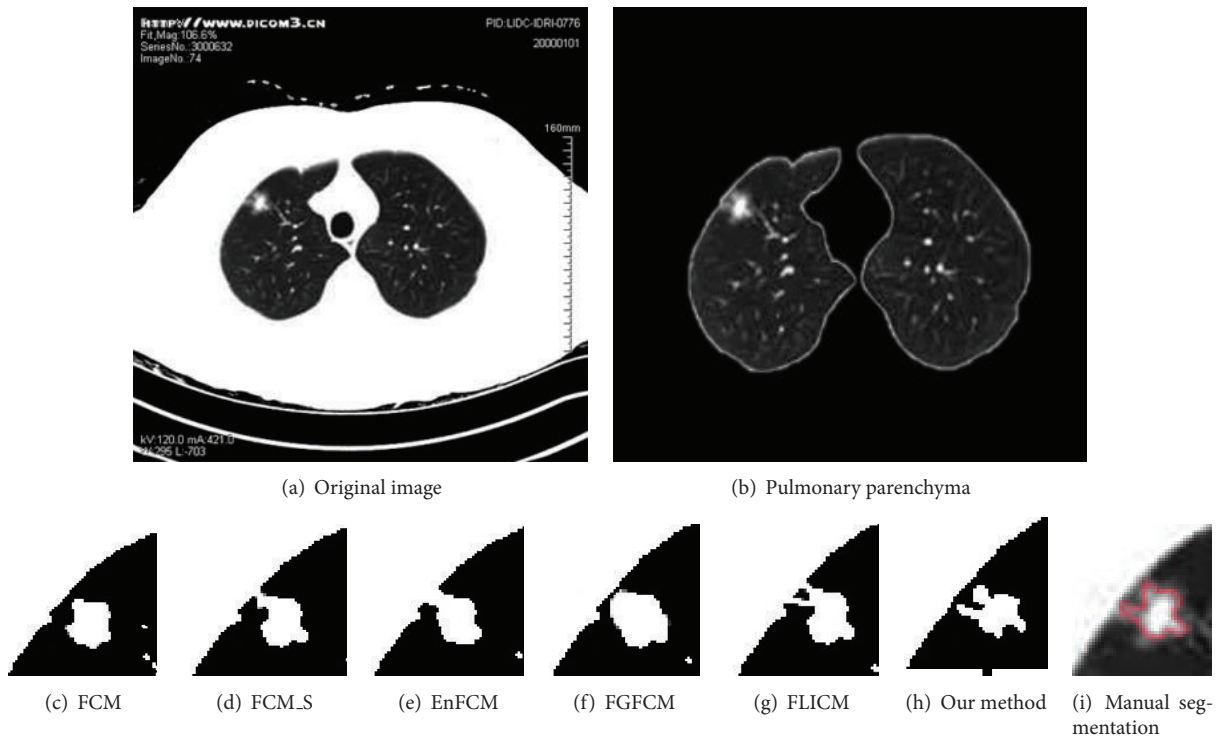 HTTP://WWW.DICOM3.CN
Fit,Mag:106.6%
SeriesNo.:3000632
ImageNo.:74
PID:LIDC-IDRI-0776
20000101
160mm
kV:120.0 mA:421.0
W:295 L:-703
(a) Original image
(b) Pulmonary parenchyma
(c) FCM
(d) FCM_S
(e) EnFCM
(f) FGFCM
(g) FLICM
(h) Our method
(i) Manual seg-
mentation